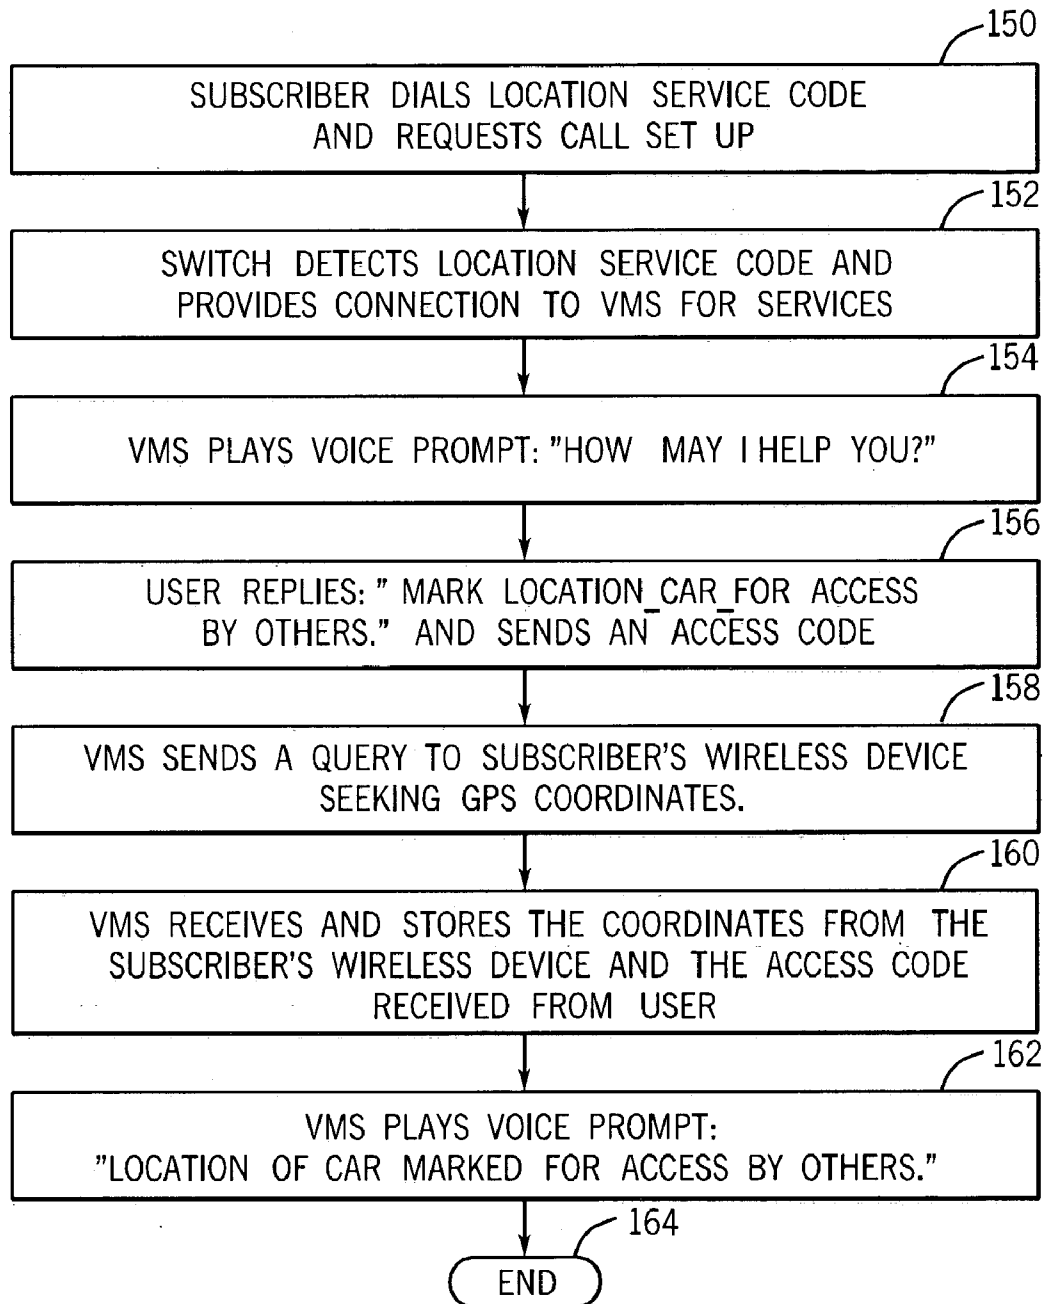 150
SUBSCRIBER DIALS LOCATION SERVICE CODE
AND REQUESTS CALL SET UP
152
SWITCH DETECTS LOCATION SERVICE CODE AND
PROVIDES CONNECTION TO VMS FOR SERVICES
154
VMS PLAYS VOICE PROMPT: "HOW MAY I HELP YOU?"
156
USER REPLIES: " MARK LOCATION_CAR_FOR ACCESS
BY OTHERS." AND SENDS AN ACCESS CODE
158
VMS SENDS A QUERY TO SUBSCRIBER'S WIRELESS DEVICE
SEEKING GPS COORDINATES.
160
VMS RECEIVES AND STORES THE COORDINATES FROM THE
SUBSCRIBER'S WIRELESS DEVICE AND THE ACCESS CODE
RECEIVED FROM USER
162
VMS PLAYS VOICE PROMPT:
"LOCATION OF CAR MARKED FOR ACCESS BY OTHERS."
164
END